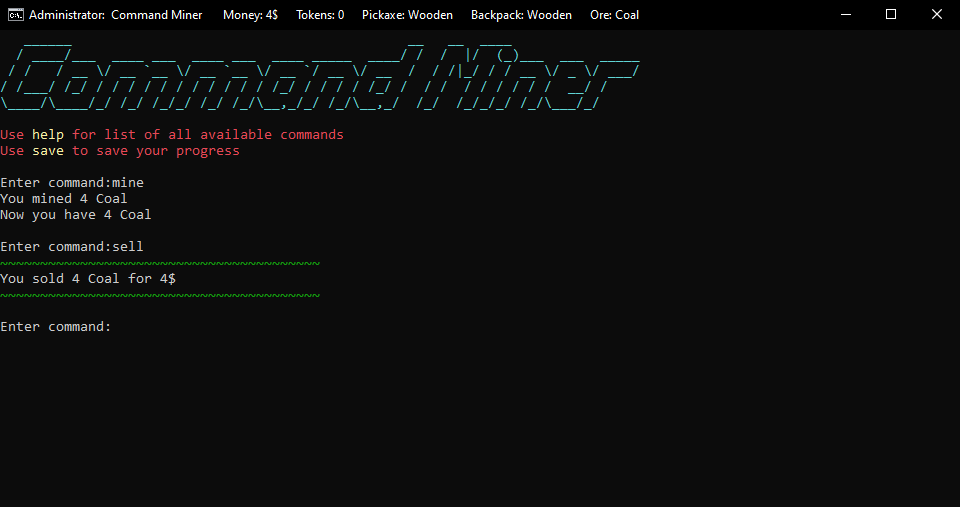 Administrator:  Command Miner      Money: 4$     Tokens: 0     Pickaxe: Wooden     Backpack: Wooden     Ore: Coal
Command Miner
Use help for list of all available commands
Use save to save your progress
Enter command:mine
You mined 4 Coal
Now you have 4 Coal
Enter command:sell
~~~~~~~~~~~~~~~~~~~~~~~~~~~~~~~~~~~~~~~~
You sold 4 Coal for 4$
~~~~~~~~~~~~~~~~~~~~~~~~~~~~~~~~~~~~~~~~
Enter command: